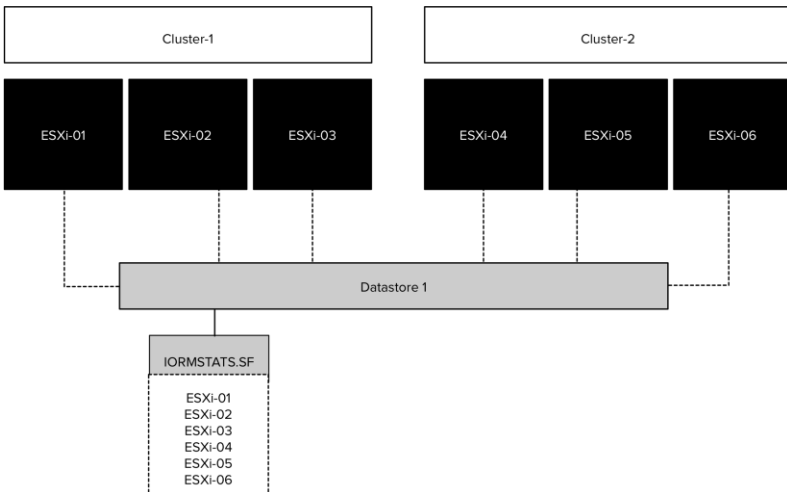 Cluster-1
Cluster-2
ESXi-01
ESXi-02
ESXi-03
ESXi-04
ESXi-05
ESXi-06
Datastore 1
IORMSTATS.SF
ESXi-01
ESXi-02
ESXi-03
ESXi-04
ESXi-05
ESXi-06